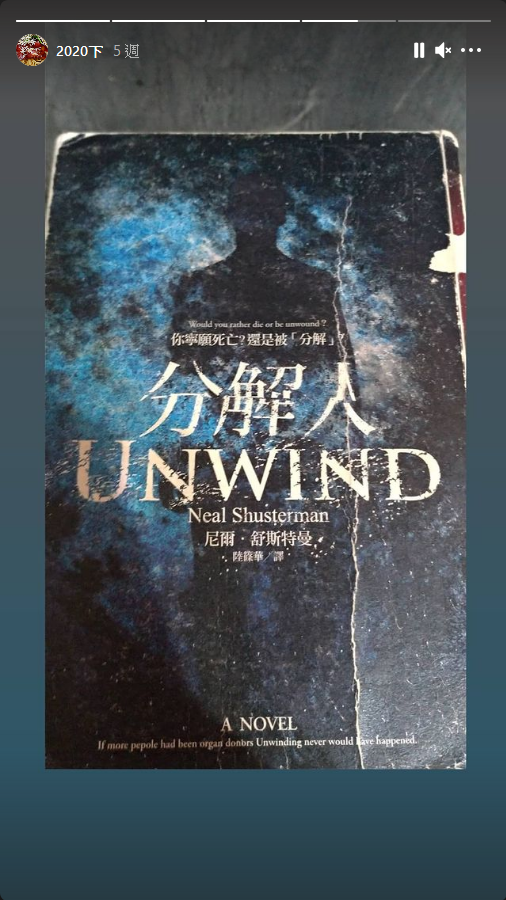 2020下 5 週
Would you rather die or be unwound ?
你寧願死亡?還是被「分解」?
分解人
UNWIND
Neal Shusterman
尼爾・舒斯特曼
陸篠華/譯
A NOVEL
If more pepole had been organ donors Unwinding never would have happened.